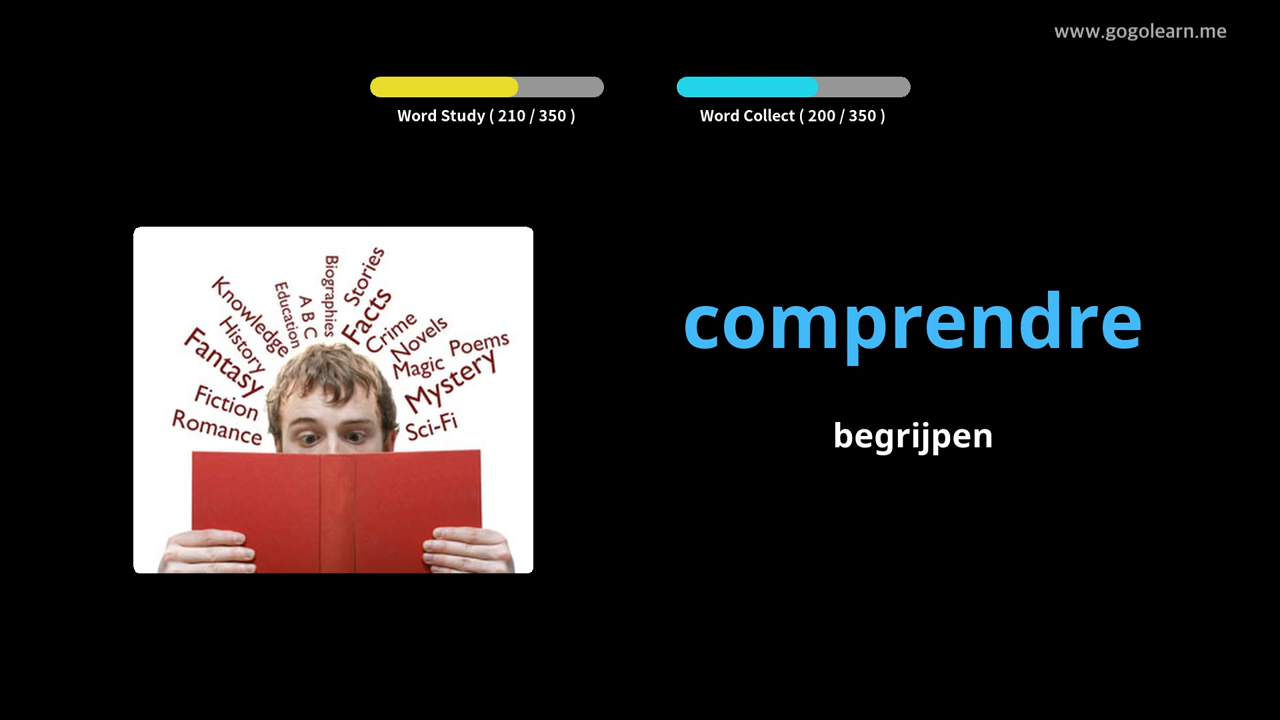 www.gogolearn.me
Word Study ( 210 / 350 )
Word Collect ( 200 / 350 )
Biographies
Stories
Education
A B C
Facts
Knowledge
Crime
History
Novels
Poems
Fantasy
Magic
Mystery
Fiction
Romance
Sci-Fi
comprendre
begrijpen